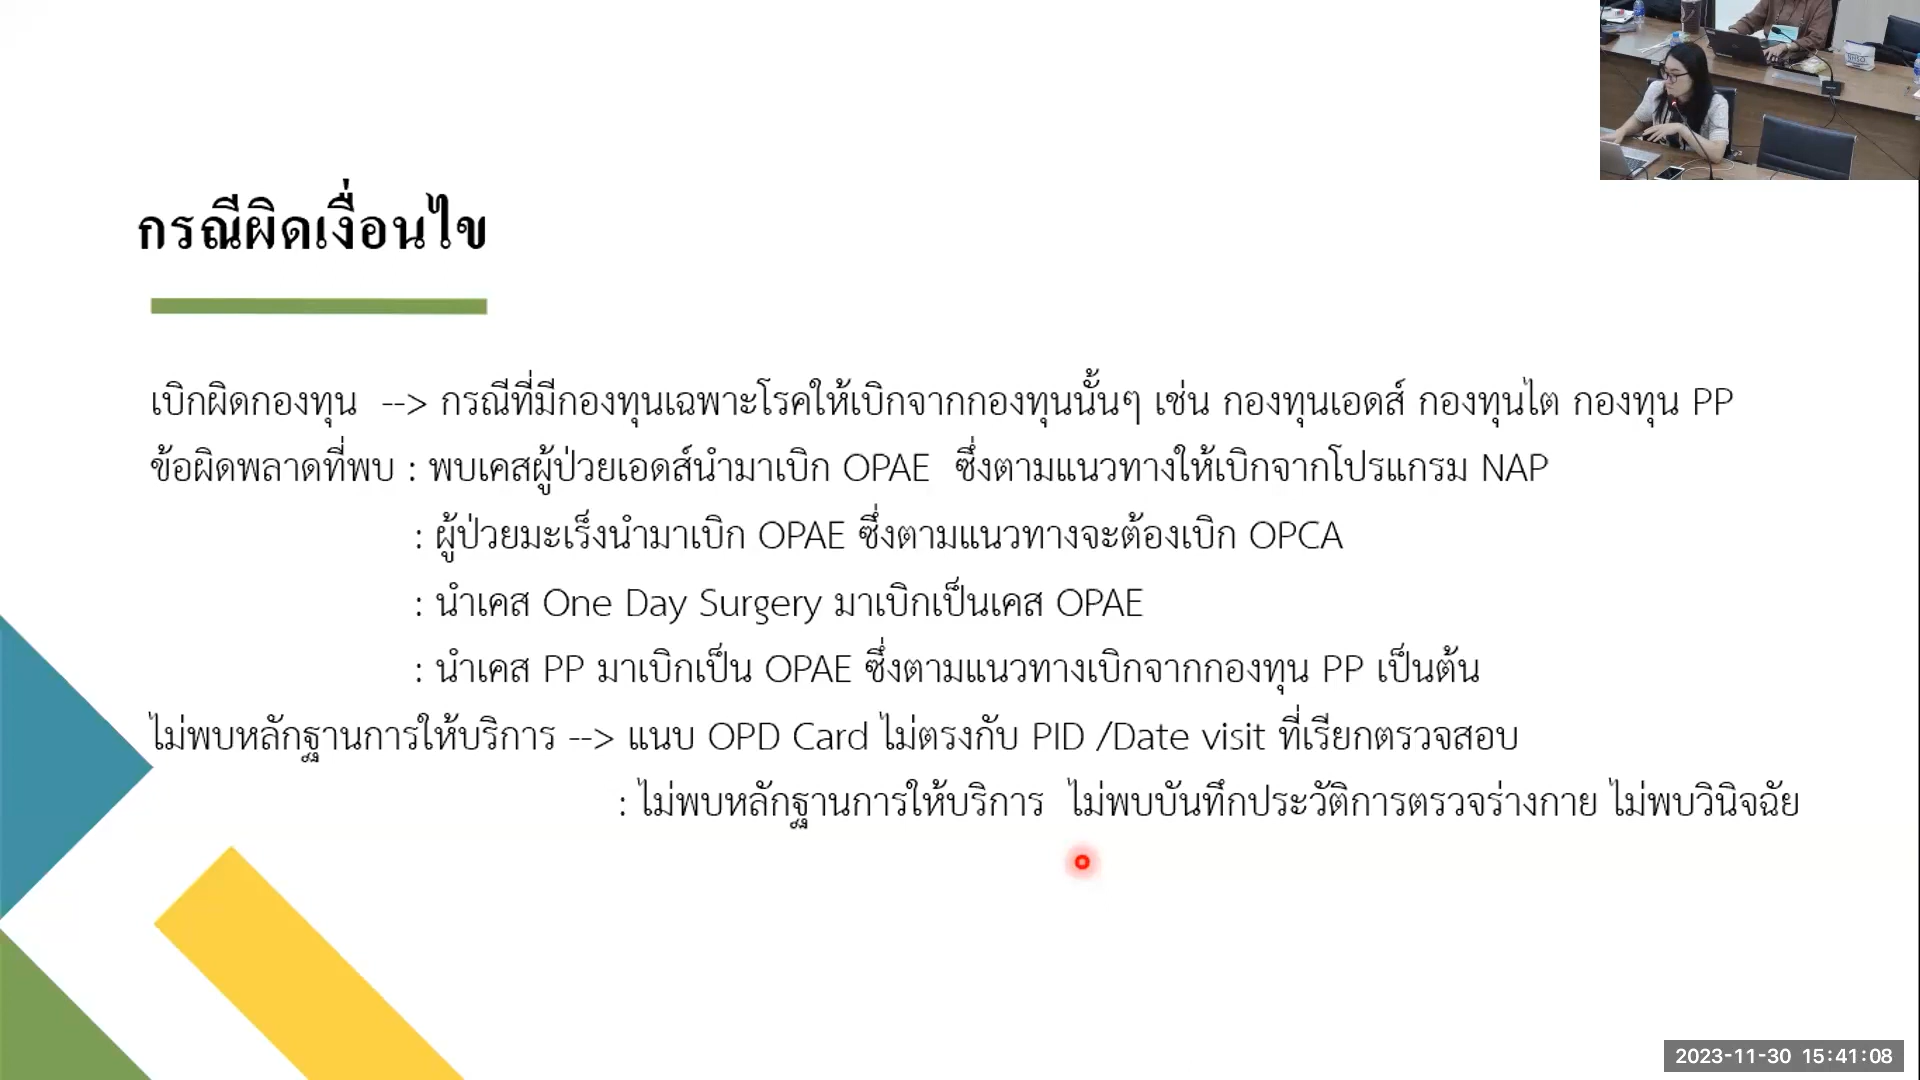 กรณีผิดเงื่อนไข
เบิกผิดกองทุน --> กรณีที่มีกองทุนเฉพาะโรคให้เบิกจากกองทุนนั้นๆ เช่น กองทุนเอดส์ กองทุนไต กองทุน PP
ข้อผิดพลาดที่พบ : พบเคสผู้ป่วยเอดส์นำมาเบิก OPAE ซึ่งตามแนวทางให้เบิกจากโปรแกรม NAP
: ผู้ป่วยมะเร็งนำมาเบิก OPAE ซึ่งตามแนวทางจะต้องเบิก OPCA
: นำเคส One Day Surgery มาเบิกเป็นเคส OPAE
: นำเคส PP มาเบิกเป็น OPAE ซึ่งตามแนวทางเบิกจากกองทุน PP เป็นต้น
ไม่พบหลักฐานการให้บริการ --> แนบ OPD Card ไม่ตรงกับ PID /Date visit ที่เรียกตรวจสอบ
: ไม่พบหลักฐานการให้บริการ ไม่พบบันทึกประวัติการตรวจร่างกาย ไม่พบวินิจฉัย
2023-11-30 15:41:08